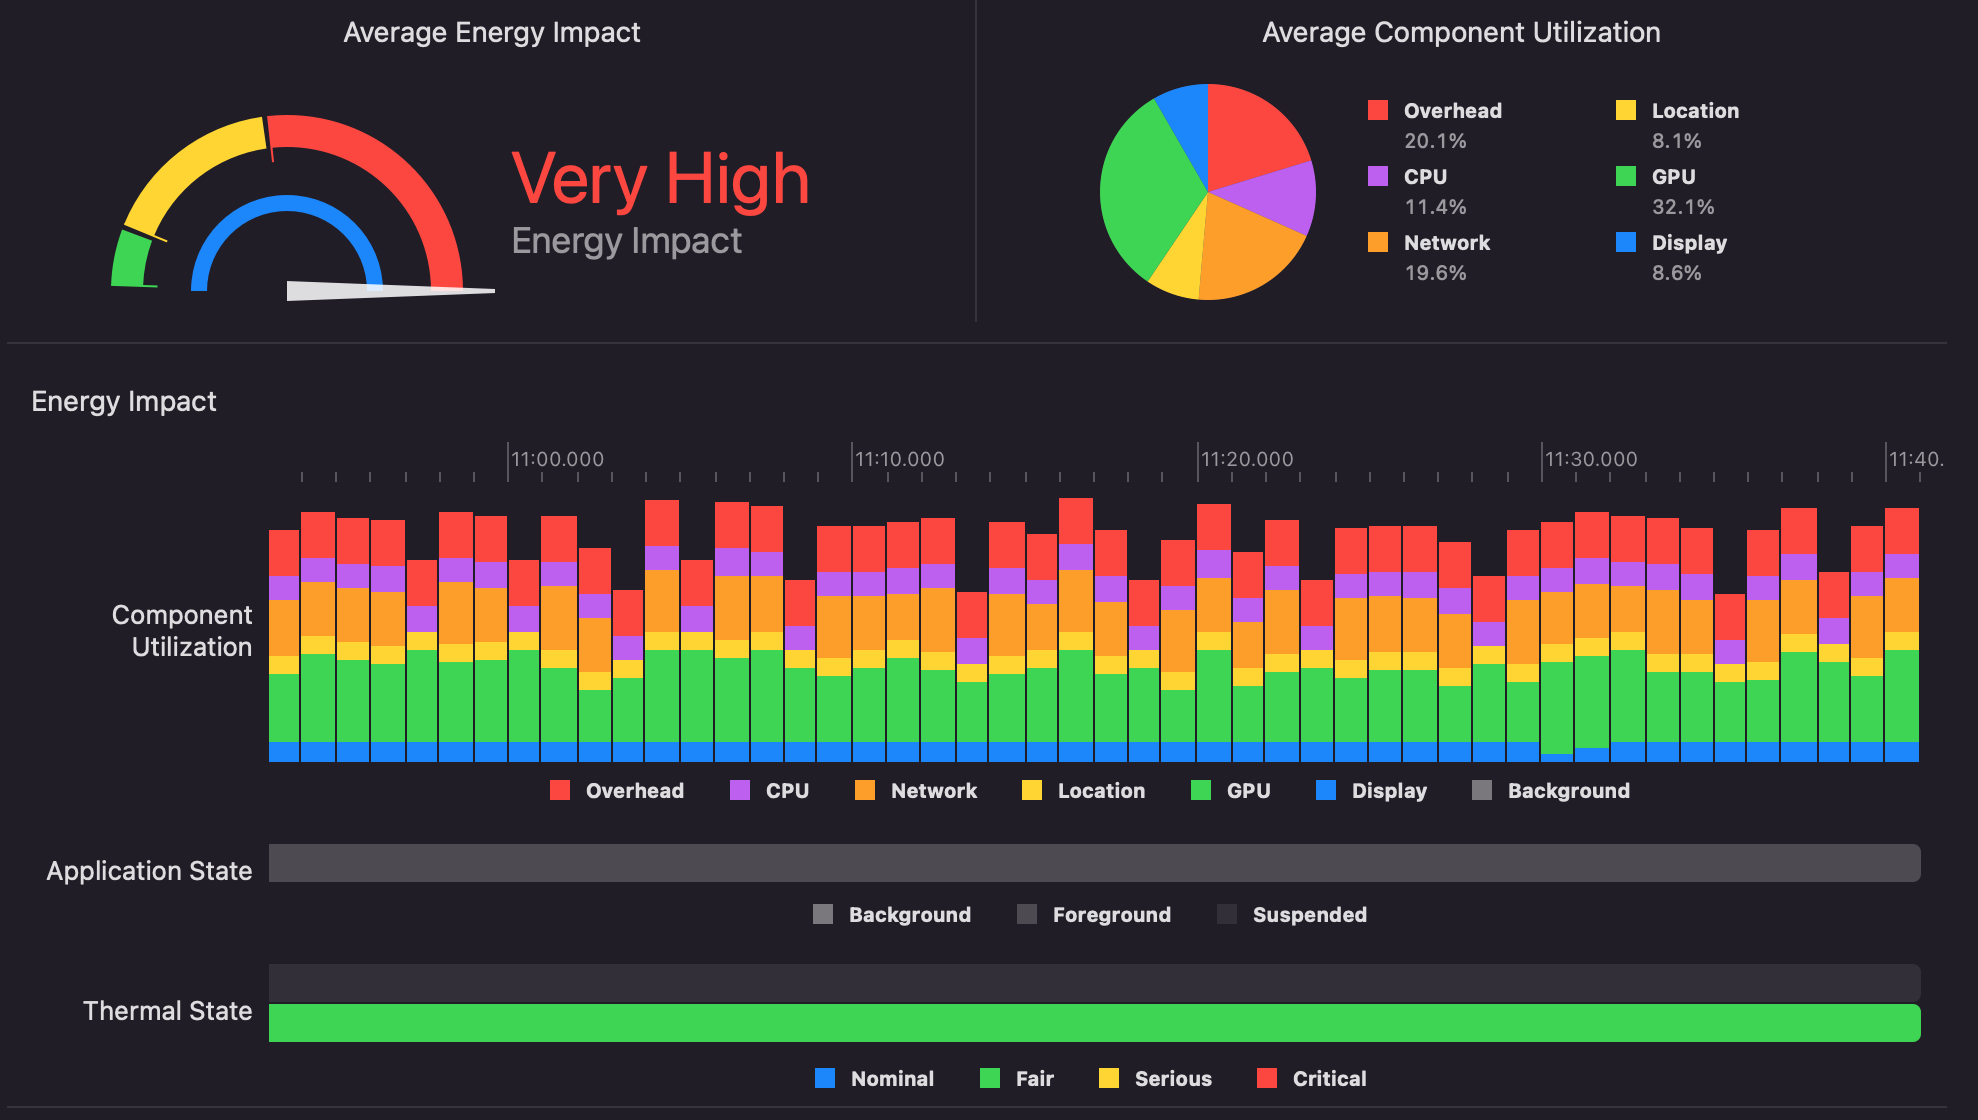 Average Energy Impact
Very High
Energy Impact
Average Component Utilization
Overhead
20.1%
Location
8.1%
CPU
11.4%
GPU
32.1%
Network
19.6%
Display
8.6%
Energy Impact
11:00.000 11:10.000 11:20.000 11:30.000 11:40.
Component
Utilization
Overhead CPU Network Location GPU Display Background
Application State
Background Foreground Suspended
Thermal State
Nominal Fair Serious Critical